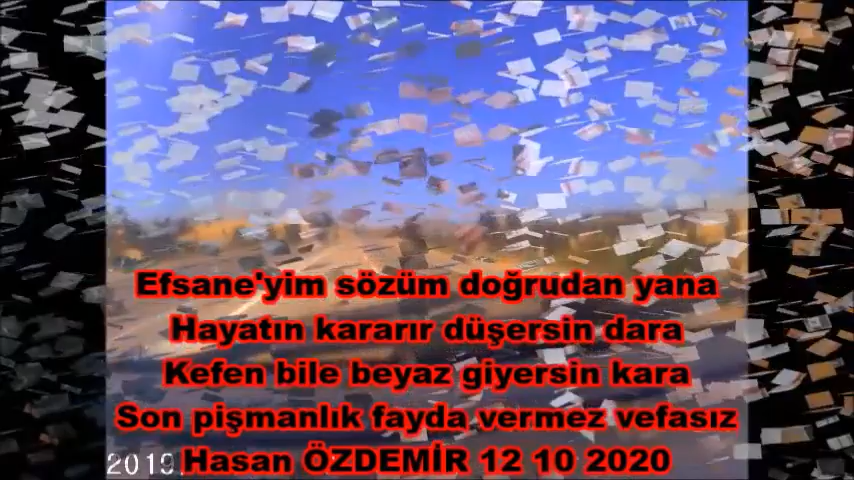 Efsane'yim sözüm doğrudan yana
Hayatın kararır düşersin dara
Kefen bile beyaz giyersin kara
Son pişmanlık fayda vermez vefasız
2019
Hasan ÖZDEMİR 12 10 2020